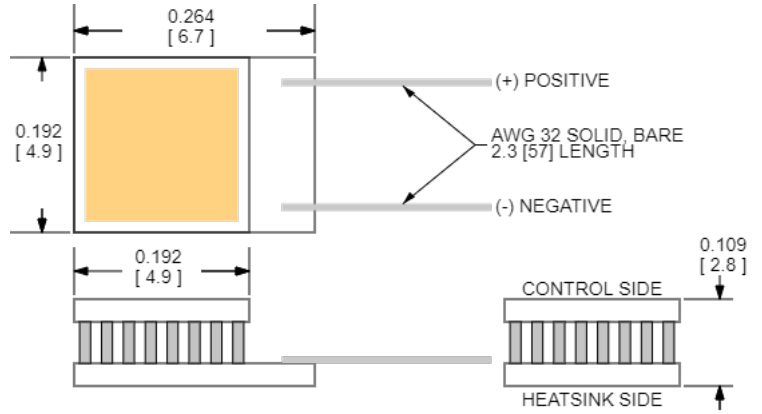 0.264
[ 6.7 ]
(+) POSITIVE
0.192
[ 4.9 ]
AWG 32 SOLID, BARE
2.3 [57] LENGTH
(-) NEGATIVE
0.192
[ 4.9 ]
0.109
[ 2.8 ]
CONTROL SIDE
HEATSINK SIDE